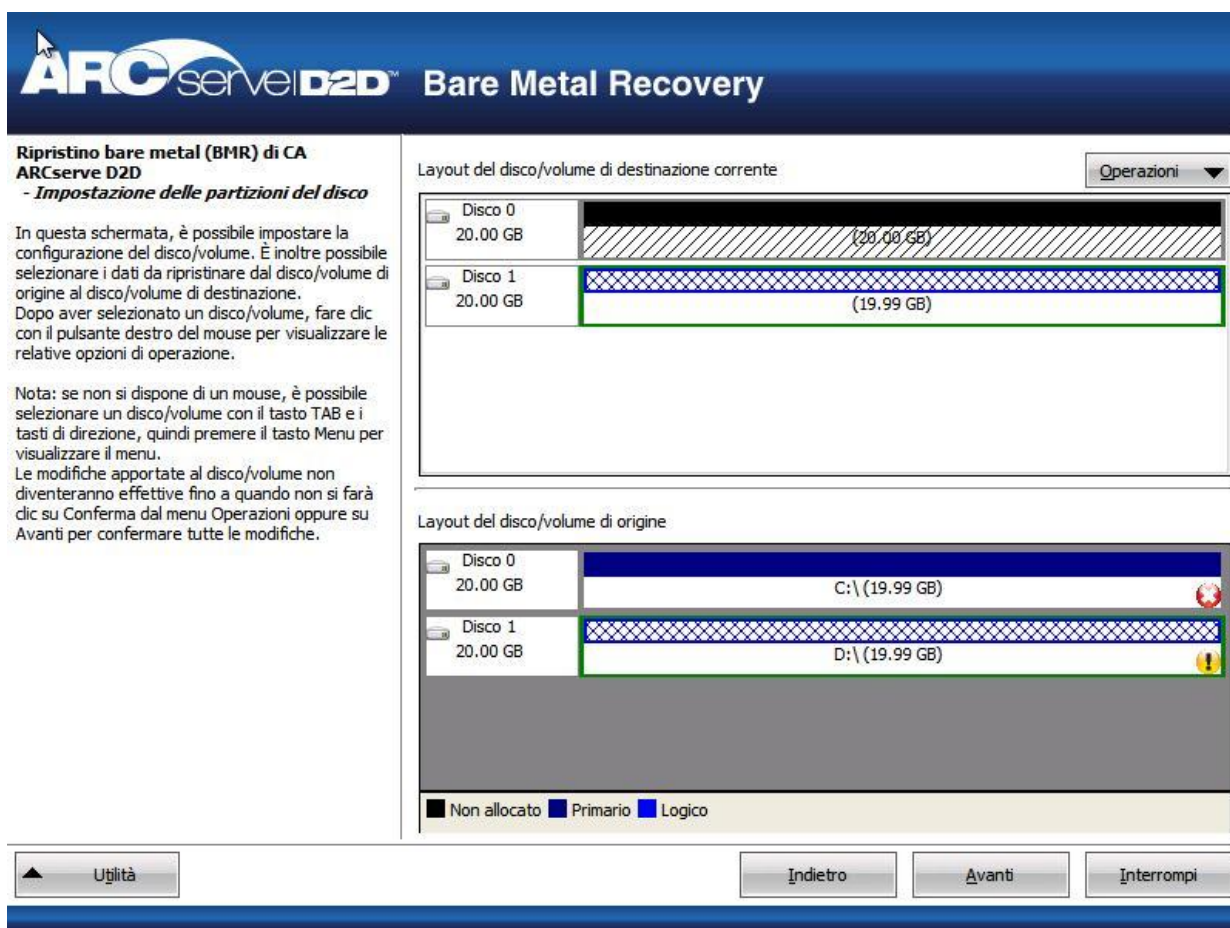 ARCserve D2D™ Bare Metal Recovery
Ripristino bare metal (BMR) di CA
ARCserve D2D
- Impostazione delle partizioni del disco
In questa schermata, è possibile impostare la
configurazione del disco/volume. È inoltre possibile
selezionare i dati da ripristinare dal disco/volume di
origine al disco/volume di destinazione.
Dopo aver selezionato un disco/volume, fare clic
con il pulsante destro del mouse per visualizzare le
relative opzioni di operazione.
Nota: se non si dispone di un mouse, è possibile
selezionare un disco/volume con il tasto TAB e i
tasti di direzione, quindi premere il tasto Menu per
visualizzare il menu.
Le modifiche apportate al disco/volume non
diventeranno effettive fino a quando non si farà
clic su Conferma dal menu Operazioni oppure su
Avanti per confermare tutte le modifiche.
Layout del disco/volume di destinazione corrente
Operazioni
Disco 0
20.00 GB
(20.00 GB)
Disco 1
20.00 GB
(19.99 GB)
Layout del disco/volume di origine
Disco 0
20.00 GB
C:\ (19.99 GB)
Disco 1
20.00 GB
D:\ (19.99 GB)
Non allocato Primario Logico
Utilità
Indietro
Avanti
Interrompi